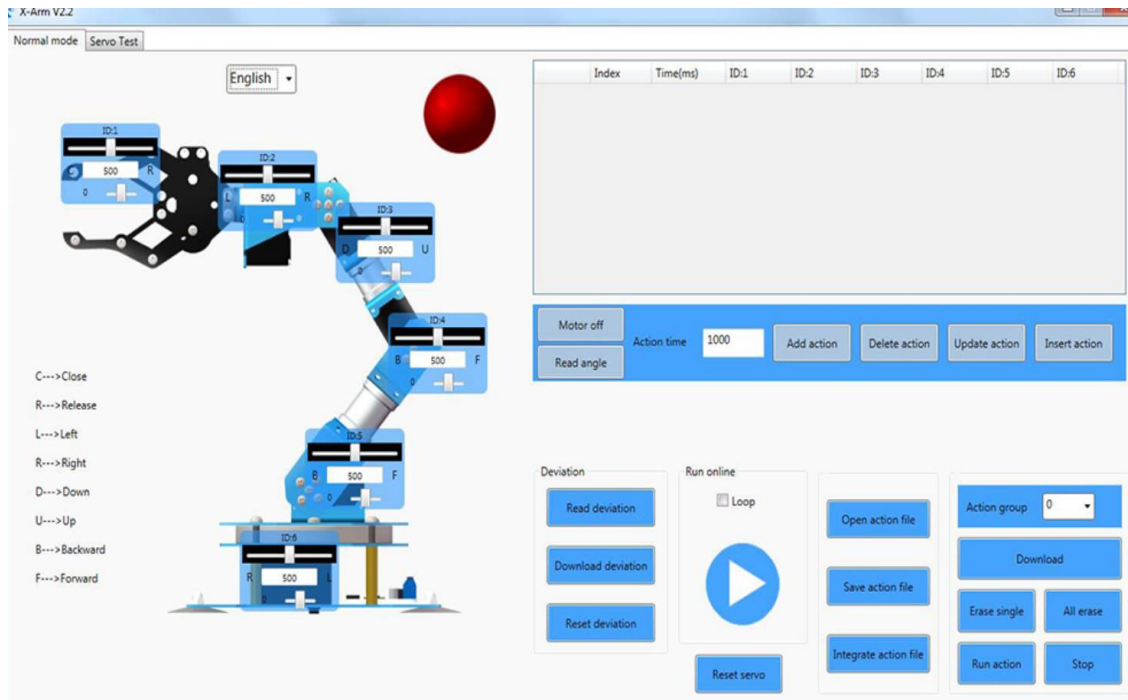 X-Arm V2.2
Normal mode
Servo Test
English
Index Time(ms) ID:1 ID:2 ID:3 ID:4 ID:5 ID:6
ID:1
C 500 R
0
ID:2
L 500 R
0
ID:3
D 500 U
0
ID:4
B 500 F
0
ID:5
B 500 F
0
ID:6
R 500 L
0
C--->Close
R--->Release
L--->Left
R--->Right
D--->Down
U--->Up
B--->Backward
F--->Forward
Motor off
Read angle
Action time 1000
Add action
Delete action
Update action
Insert action
Deviation
Read deviation
Download deviation
Reset deviation
Run online
Loop
Reset servo
Open action file
Save action file
Integrate action file
Action group 0
Download
Erase single
All erase
Run action
Stop